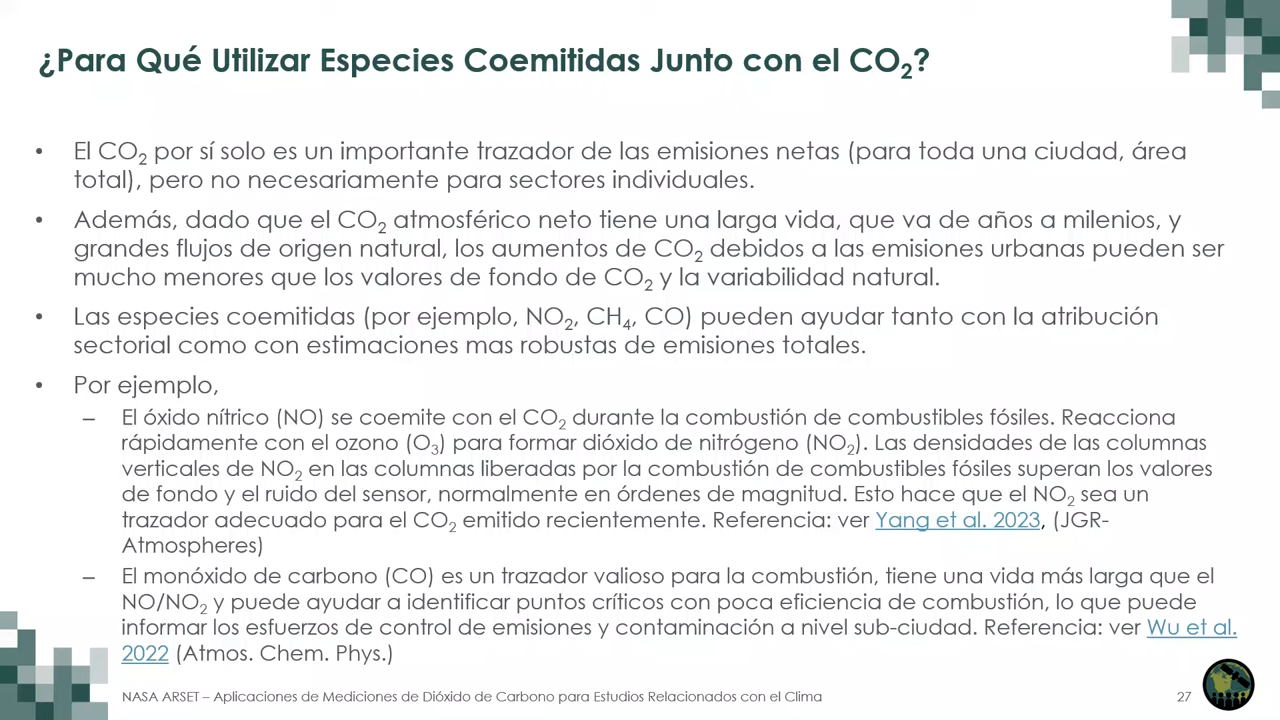 ¿Para Qué Utilizar Especies Coemitidas Junto con el CO₂?
• El CO₂ por sí solo es un importante trazador de las emisiones netas (para toda una ciudad, área
total), pero no necesariamente para sectores individuales.
• Además, dado que el CO₂ atmosférico neto tiene una larga vida, que va de años a milenios, y
grandes flujos de origen natural, los aumentos de CO₂ debidos a las emisiones urbanas pueden ser
mucho menores que los valores de fondo de CO₂ y la variabilidad natural.
• Las especies coemitidas (por ejemplo, NO₂, CH₄, CO) pueden ayudar tanto con la atribución
sectorial como con estimaciones mas robustas de emisiones totales.
• Por ejemplo,
– El óxido nítrico (NO) se coemite con el CO₂ durante la combustión de combustibles fósiles. Reacciona
rápidamente con el ozono (O₃) para formar dióxido de nitrógeno (NO₂). Las densidades de las columnas
verticales de NO₂ en las columnas liberadas por la combustión de combustibles fósiles superan los valores
de fondo y el ruido del sensor, normalmente en órdenes de magnitud. Esto hace que el NO₂ sea un
trazador adecuado para el CO₂ emitido recientemente. Referencia: ver Yang et al. 2023, (JGR-
Atmospheres)
– El monóxido de carbono (CO) es un trazador valioso para la combustión, tiene una vida más larga que el
NO/NO₂ y puede ayudar a identificar puntos críticos con poca eficiencia de combustión, lo que puede
informar los esfuerzos de control de emisiones y contaminación a nivel sub-ciudad. Referencia: ver Wu et al.
2022 (Atmos. Chem. Phys.)
NASA ARSET – Aplicaciones de Mediciones de Dióxido de Carbono para Estudios Relacionados con el Clima
27